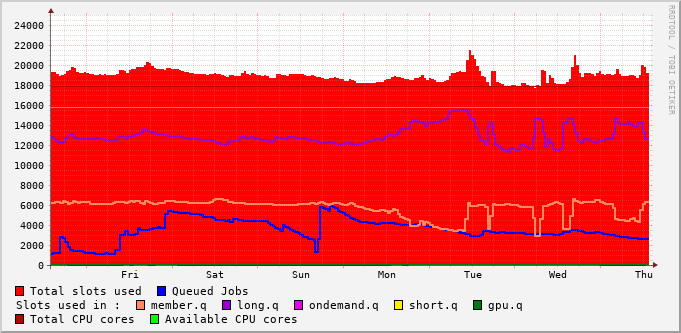 24000
22000
20000
18000
16000
14000
12000
10000
8000
6000
4000
2000
0
Fri Sat Sun Mon Tue Wed Thu
RRDTOOL / TOBI OETIKER
Total slots used Queued Jobs
Slots used in : member.q long.q ondemand.q short.q gpu.q
Total CPU cores Available CPU cores